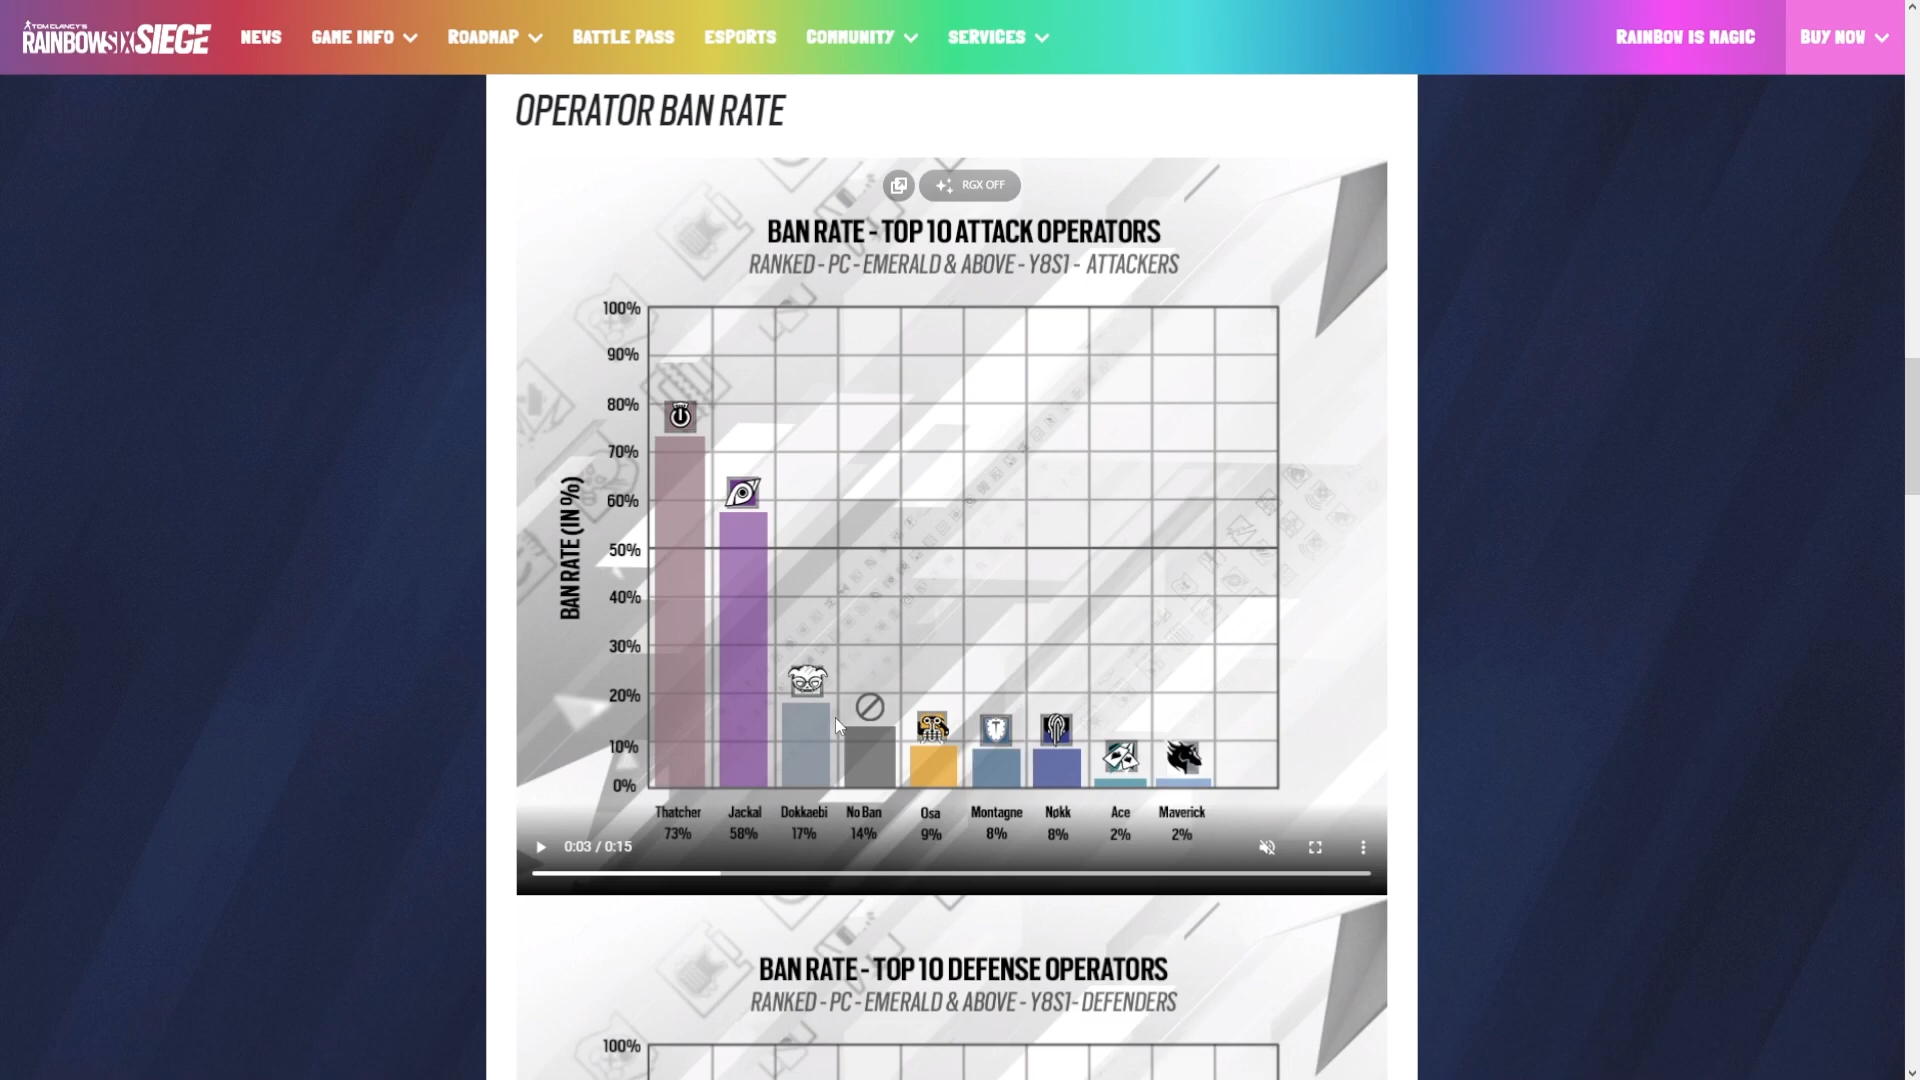 TOM CLANCY'S
RAINBOWSIX SIEGE
NEWS
GAME INFO
ROADMAP
BATTLE PASS
ESPORTS
COMMUNITY
SERVICES
RAINBOW IS MAGIC
BUY NOW
OPERATOR BAN RATE
RGX OFF
BAN RATE - TOP 10 ATTACK OPERATORS
RANKED - PC - EMERALD & ABOVE - Y8S1 - ATTACKERS
100%
90%
80%
70%
60%
50%
40%
30%
20%
10%
0%
BAN RATE (IN %)
Thatcher Jackal Dokkaebi No Ban Osa Montagne Nøkk Ace Maverick
73% 58% 17% 14% 9% 8% 8% 2% 2%
0:03 / 0:15
BAN RATE - TOP 10 DEFENSE OPERATORS
RANKED - PC - EMERALD & ABOVE - Y8S1- DEFENDERS
100%